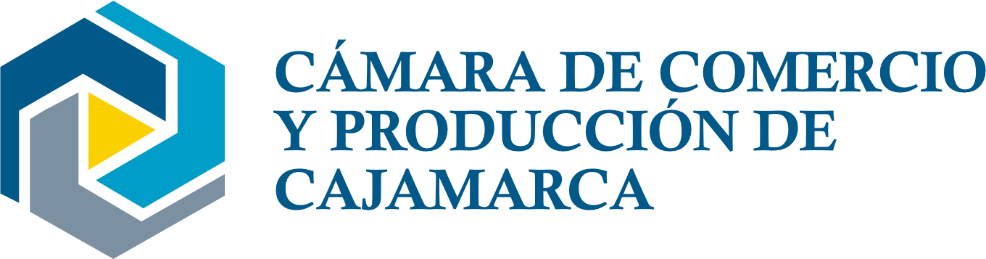 CÁMARA DE COMERCIO
Y PRODUCCIÓN DE
CAJAMARCA